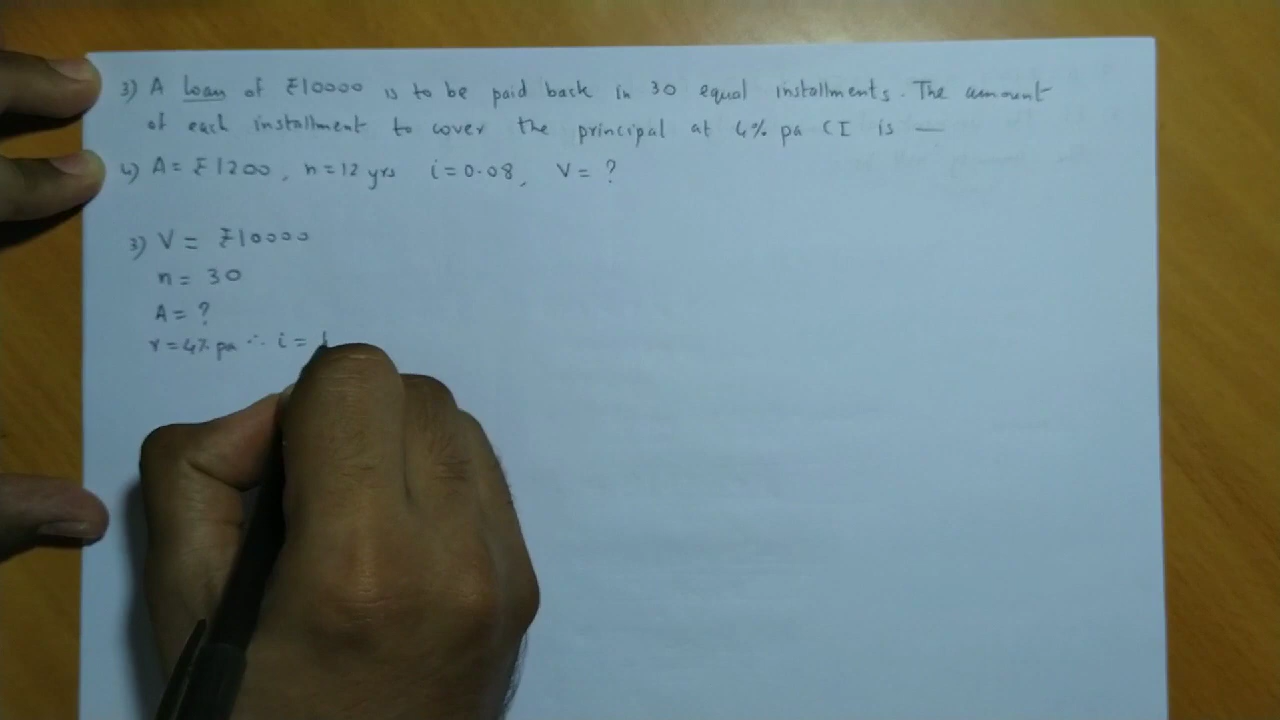 3) A loan of ₹10000 is to be paid back in 30 equal installments. The amount
of each installment to cover the principal at 4% pa CI is —
4) A = ₹1200, n = 12 yrs i = 0.08, V = ?
3) V = ₹10000
n = 30
A = ?
r = 4% pa ∴ i =